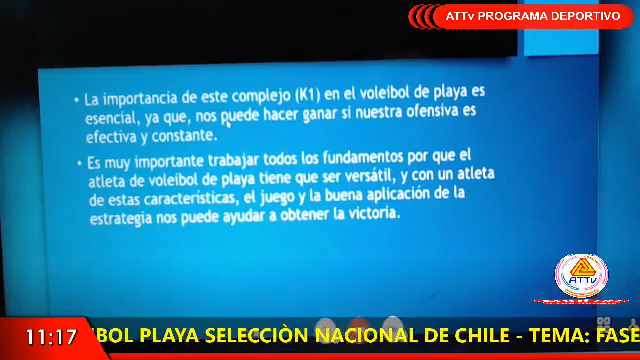 ATTv PROGRAMA DEPORTIVO
• La importancia de este complejo (K1) en el voleibol de playa es
esencial, ya que, nos puede hacer ganar si nuestra ofensiva es
efectiva y constante.
• Es muy importante trabajar todos los fundamentos por que el
atleta de voleibol de playa tiene que ser versátil, y con un atleta
de estas características, el juego y la buena aplicación de la
estrategia nos puede ayudar a obtener la victoria.
ATTv
11:17 IBOL PLAYA SELECCIÒN NACIONAL DE CHILE - TEMA: FASE